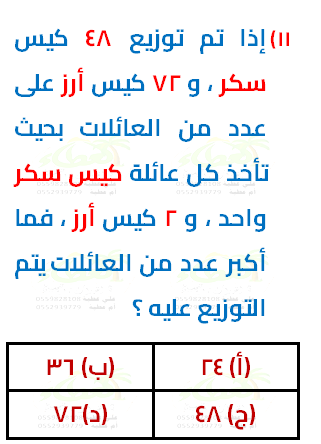 ١١) إذا تم توزيع ٤٨ كيس
سكر ، و ٧٢ كيس أرز على
عدد من العائلات بحيث
تأخذ كل عائلة كيس سكر
واحد ، و ٢ كيس أرز ، فما
أكبر عدد من العائلات يتم
التوزيع عليه ؟
(أ) ٢٤ (ب) ٣٦
(ج) ٤٨ (د) ٧٢